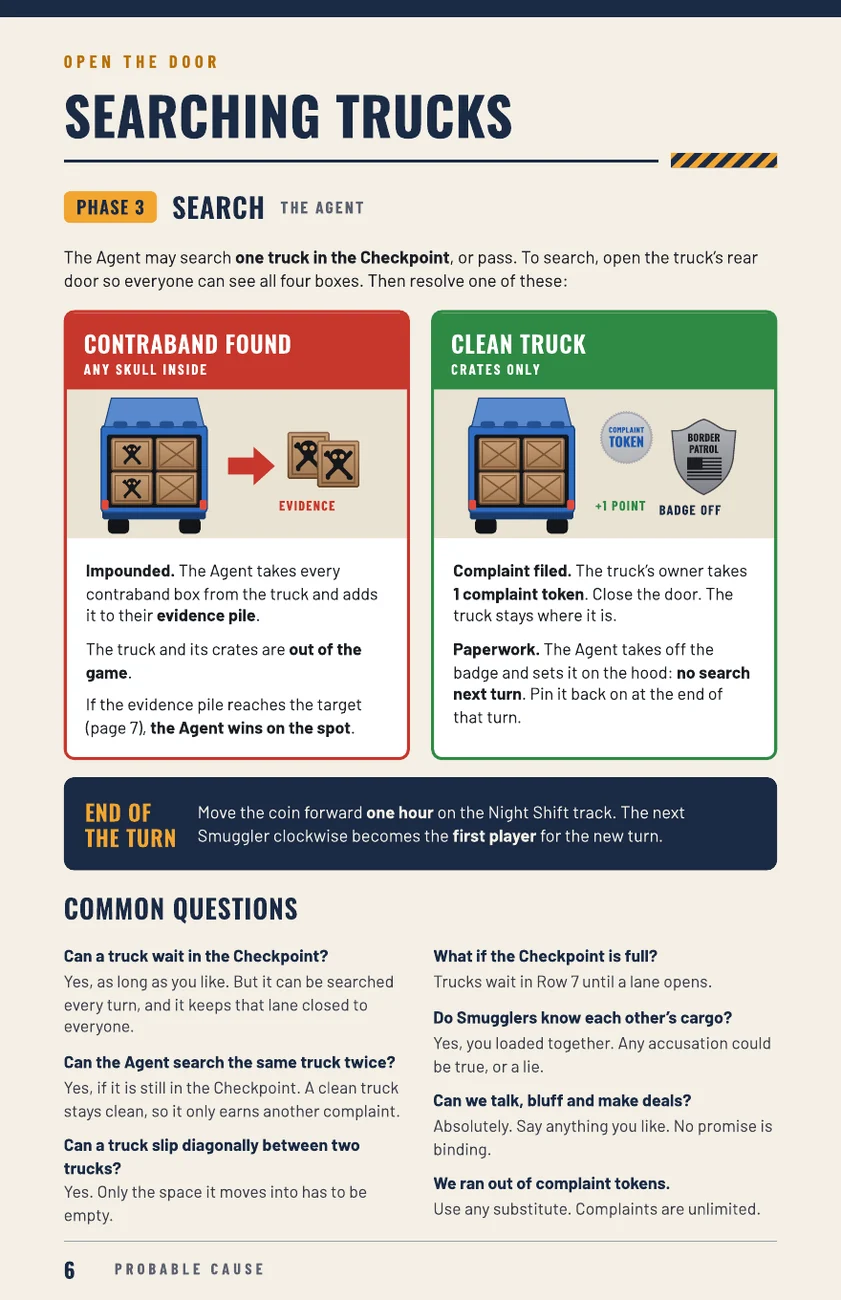 OPEN THE DOOR
SEARCHING TRUCKS
PHASE 3 SEARCH THE AGENT
The Agent may search one truck in the Checkpoint, or pass. To search, open the truck's rear
door so everyone can see all four boxes. Then resolve one of these:
CONTRABAND FOUND
ANY SKULL INSIDE
EVIDENCE
Impounded. The Agent takes every
contraband box from the truck and adds
it to their evidence pile.
The truck and its crates are out of the
game.
If the evidence pile reaches the target
(page 7), the Agent wins on the spot.
CLEAN TRUCK
CRATES ONLY
COMPLAINT
TOKEN
BORDER
PATROL
+1 POINT
BADGE OFF
Complaint filed. The truck's owner takes
1 complaint token. Close the door. The
truck stays where it is.
Paperwork. The Agent takes off the
badge and sets it on the hood: no search
next turn. Pin it back on at the end of
that turn.
END OF
THE TURN
Move the coin forward one hour on the Night Shift track. The next
Smuggler clockwise becomes the first player for the new turn.
COMMON QUESTIONS
Can a truck wait in the Checkpoint?
Yes, as long as you like. But it can be searched
every turn, and it keeps that lane closed to
everyone.
Can the Agent search the same truck twice?
Yes, if it is still in the Checkpoint. A clean truck
stays clean, so it only earns another complaint.
Can a truck slip diagonally between two
trucks?
Yes. Only the space it moves into has to be
empty.
What if the Checkpoint is full?
Trucks wait in Row 7 until a lane opens.
Do Smugglers know each other's cargo?
Yes, you loaded together. Any accusation could
be true, or a lie.
Can we talk, bluff and make deals?
Absolutely. Say anything you like. No promise is
binding.
We ran out of complaint tokens.
Use any substitute. Complaints are unlimited.
6 PROBABLE CAUSE